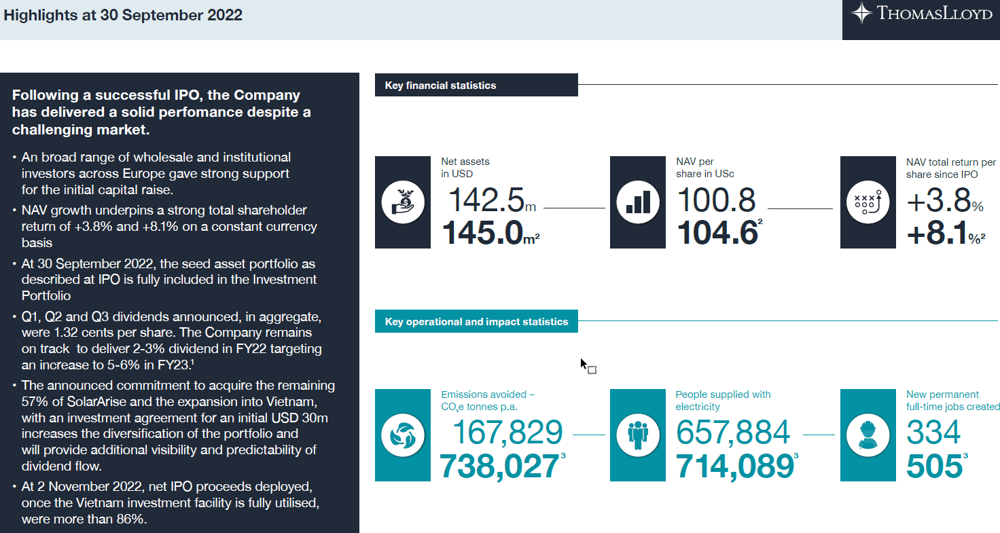 Highlights at 30 September 2022
THOMASLLOYD
Following a successful IPO, the Company
has delivered a solid perfomance despite a
challenging market.
• An broad range of wholesale and institutional
investors across Europe gave strong support
for the initial capital raise.
• NAV growth underpins a strong total shareholder
return of +3.8% and +8.1% on a constant currency
basis
• At 30 September 2022, the seed asset portfolio as
described at IPO is fully included in the Investment
Portfolio
• Q1, Q2 and Q3 dividends announced, in aggregate,
were 1.32 cents per share. The Company remains
on track to deliver 2-3% dividend in FY22 targeting
an increase to 5-6% in FY23.¹
• The announced commitment to acquire the remaining
57% of SolarArise and the expansion into Vietnam,
with an investment agreement for an initial USD 30m
increases the diversification of the portfolio and
will provide additional visibility and predictability of
dividend flow.
• At 2 November 2022, net IPO proceeds deployed,
once the Vietnam investment facility is fully utilised,
were more than 86%.
Key financial statistics
Net assets
in USD
142.5m
145.0m²
NAV per
share in USc
100.8
104.6²
NAV total return per
share since IPO
+3.8%
+8.1%²
Key operational and impact statistics
Emissions avoided –
CO₂e tonnes p.a.
167,829
738,027³
People supplied with
electricity
657,884
714,089³
New permanent
full-time jobs created
334
505³